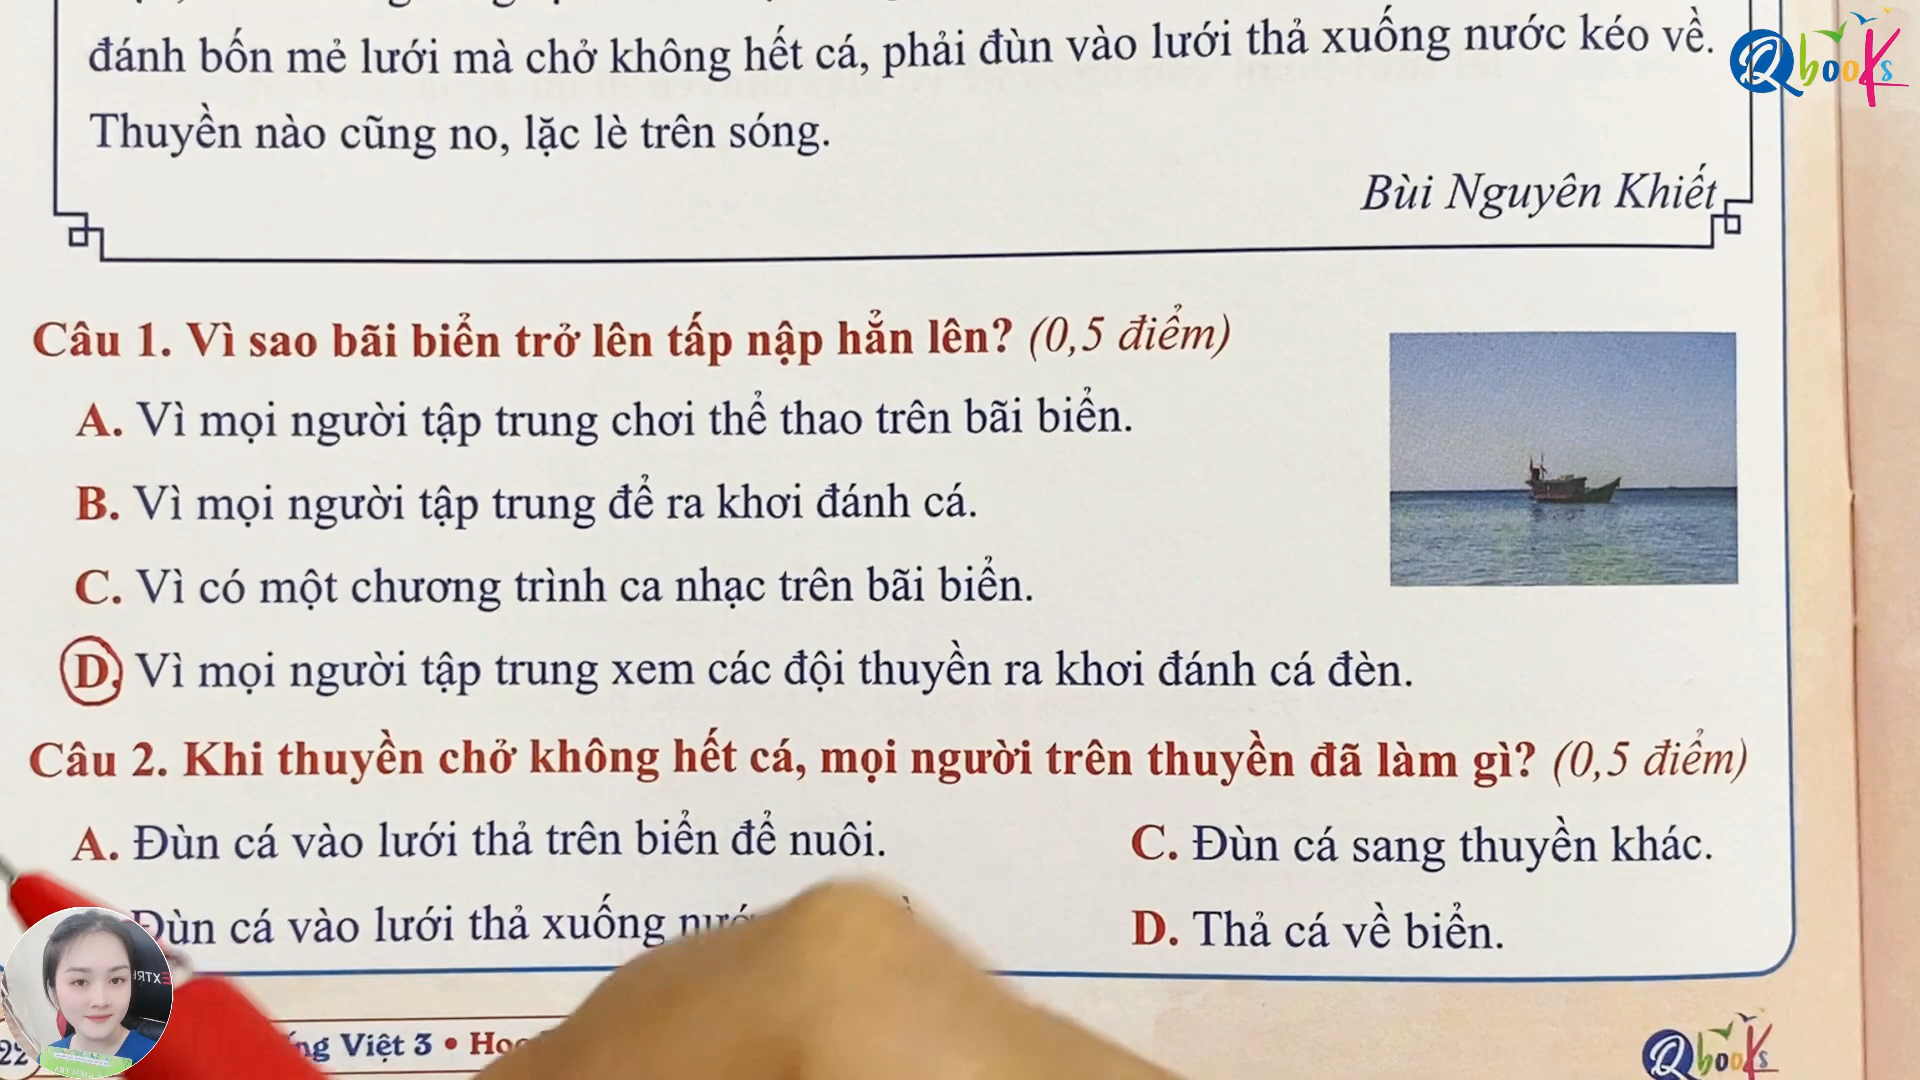 đánh bốn mẻ lưới mà chở không hết cá, phải đùn vào lưới thả xuống nước kéo về.
Qbooks
Thuyền nào cũng no, lặc lè trên sóng.
Bùi Nguyên Khiết
Câu 1. Vì sao bãi biển trở lên tấp nập hẳn lên? (0,5 điểm)
A. Vì mọi người tập trung chơi thể thao trên bãi biển.
B. Vì mọi người tập trung để ra khơi đánh cá.
C. Vì có một chương trình ca nhạc trên bãi biển.
D. Vì mọi người tập trung xem các đội thuyền ra khơi đánh cá đèn.
Câu 2. Khi thuyền chở không hết cá, mọi người trên thuyền đã làm gì? (0,5 điểm)
A. Đùn cá vào lưới thả trên biển để nuôi.
C. Đùn cá sang thuyền khác.
Đùn cá vào lưới thả xuống
D. Thả cá về biển.
22
Việt 3 •
Qbooks